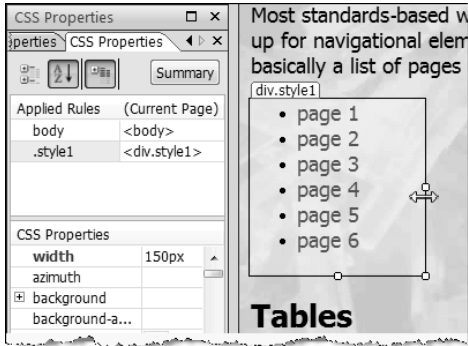 CSS Properties
CSS Properties
Summary
Applied Rules (Current Page)
body <body>
.style1 <div.style1>
CSS Properties
width 150px
azimuth
background
background-a...
Most standards-based
up for navigational
basically a list of pages
div.style1
• page 1
• page 2
• page 3
• page 4
• page 5
• page 6
Tables